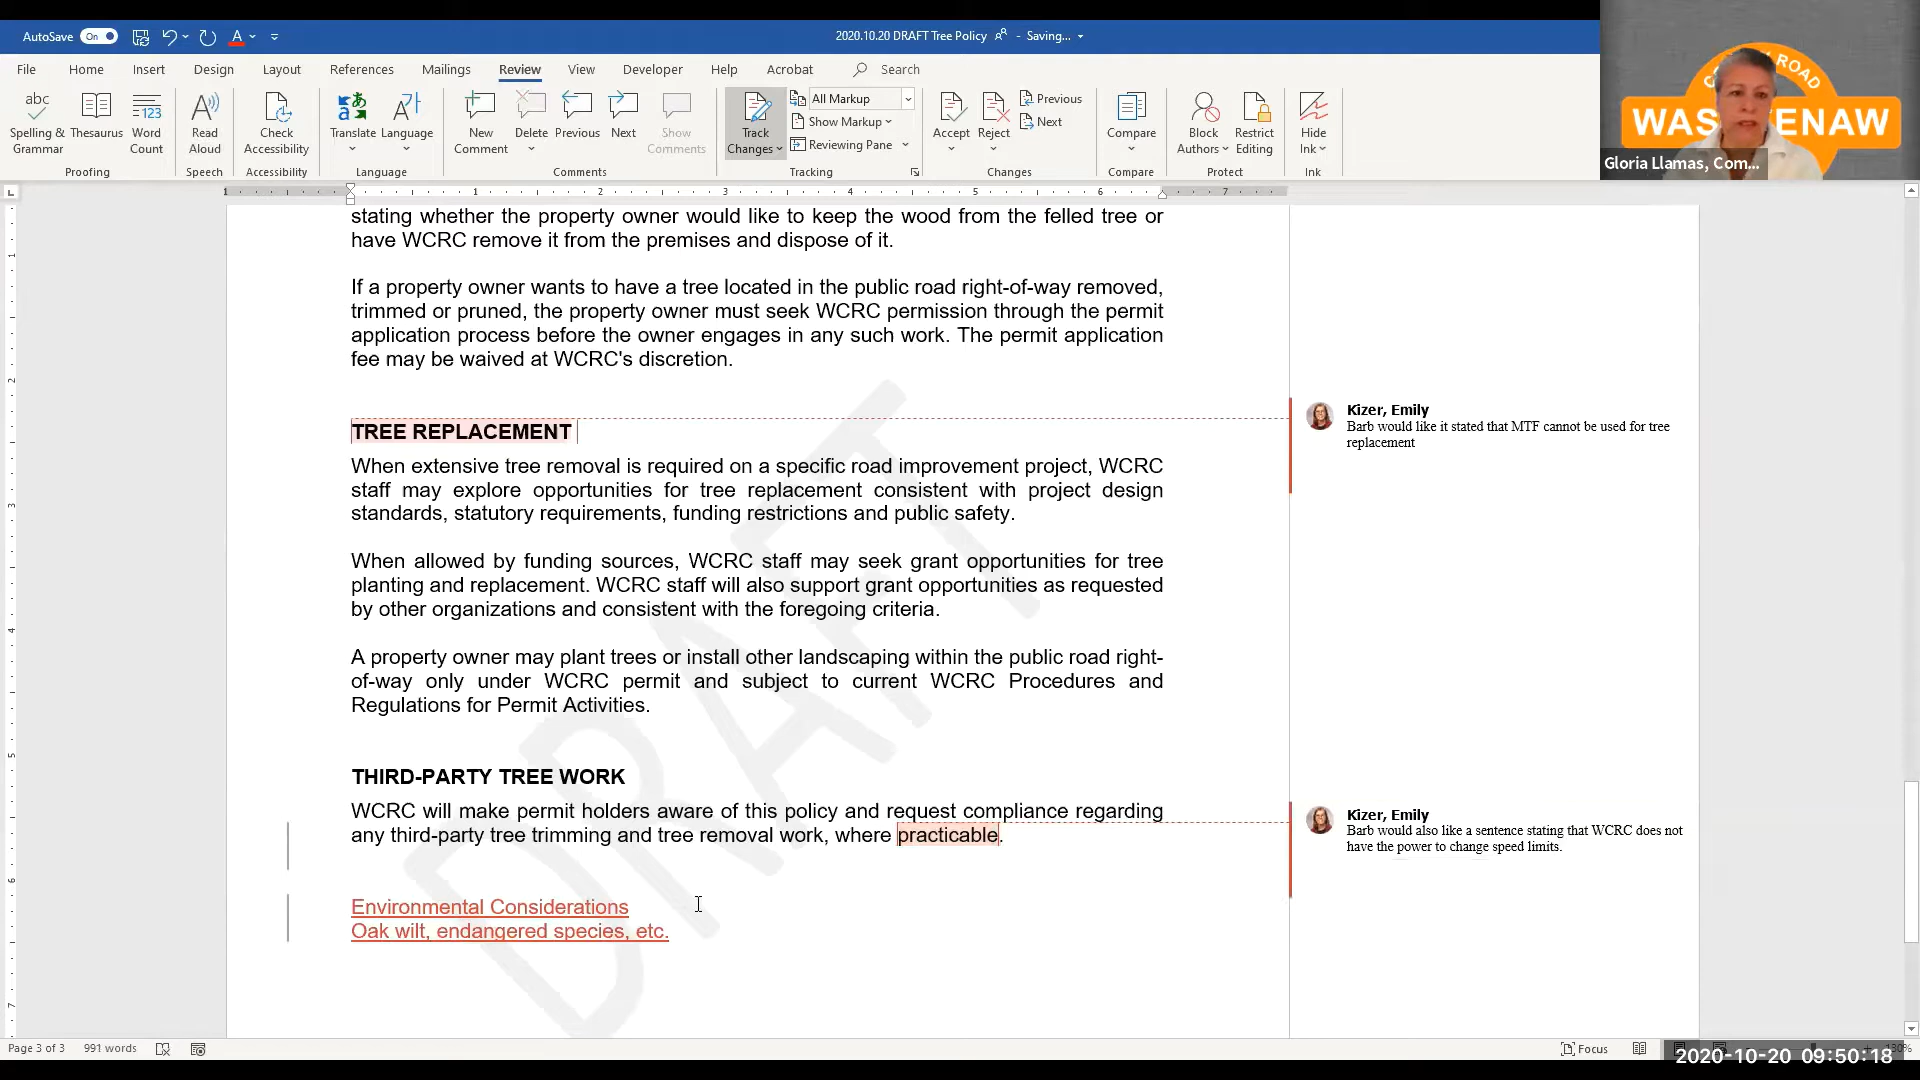 AutoSave On
2020.10.20 DRAFT Tree Policy - Saving...
File Home Insert Design Layout References Mailings Review View Developer Help Acrobat Search
Spelling & Grammar Thesaurus Word Count Read Aloud Check Accessibility Translate Language New Comment Delete Previous Next Show Comments Track Changes All Markup Show Markup Reviewing Pane Accept Reject Previous Next Compare Block Authors Restrict Editing Hide Ink
Proofing Speech Accessibility Language Comments Tracking Changes Compare Protect Ink
ROAD
Gloria Llamas, Com...
stating whether the property owner would like to keep the wood from the felled tree or
have WCRC remove it from the premises and dispose of it.
If a property owner wants to have a tree located in the public road right-of-way removed,
trimmed or pruned, the property owner must seek WCRC permission through the permit
application process before the owner engages in any such work. The permit application
fee may be waived at WCRC's discretion.
TREE REPLACEMENT
Kizer, Emily
Barb would like it stated that MTF cannot be used for tree
replacement
When extensive tree removal is required on a specific road improvement project, WCRC
staff may explore opportunities for tree replacement consistent with project design
standards, statutory requirements, funding restrictions and public safety.
When allowed by funding sources, WCRC staff may seek grant opportunities for tree
planting and replacement. WCRC staff will also support grant opportunities as requested
by other organizations and consistent with the foregoing criteria.
A property owner may plant trees or install other landscaping within the public road right-
of-way only under WCRC permit and subject to current WCRC Procedures and
Regulations for Permit Activities.
THIRD-PARTY TREE WORK
WCRC will make permit holders aware of this policy and request compliance regarding
any third-party tree trimming and tree removal work, where practicable.
Kizer, Emily
Barb would also like a sentence stating that WCRC does not
have the power to change speed limits.
Environmental Considerations
Oak wilt, endangered species, etc.
DRAFT
Page 3 of 3 991 words
Focus
2020-10-20 09:50:18